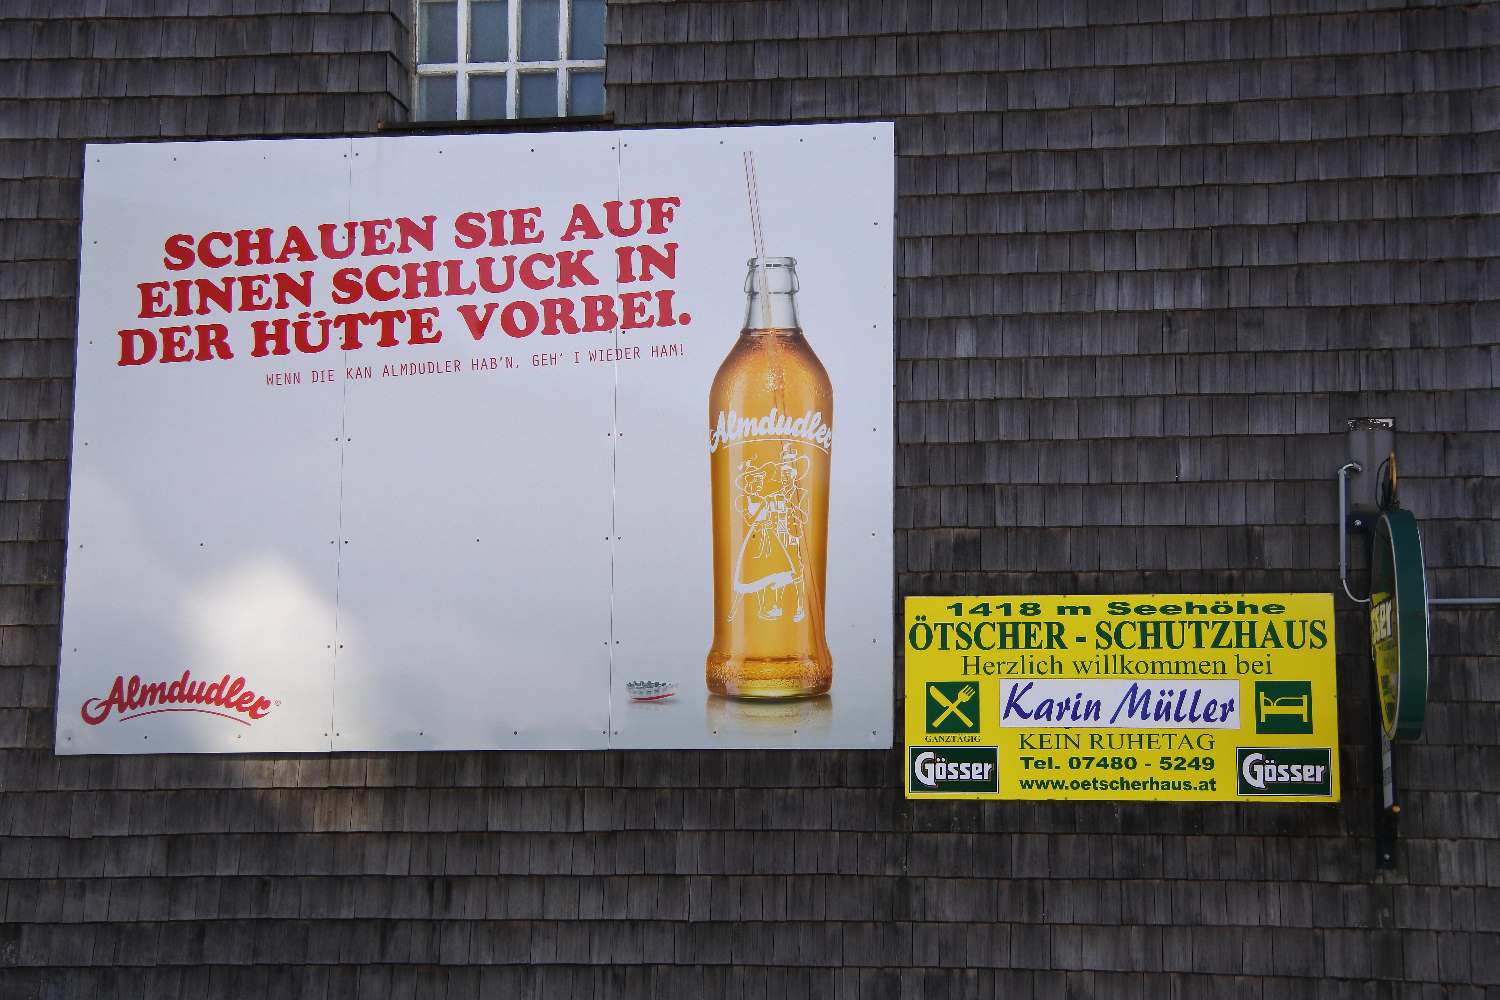 SCHAUEN SIE AUF
EINEN SCHLUCK IN
DER HÜTTE VORBEI.
WENN DIE KAN ALMDUDLER HAB'N, GEH' I WIEDER HAM!
Almdudler
Almdudler
1418 m Seehöhe
ÖTSCHER - SCHUTZHAUS
Herzlich willkommen bei
Karin Müller
GANZTÄGIG
KEIN RUHETAG
Tel. 07480 - 5249
www.oetscherhaus.at
Gösser
Gösser